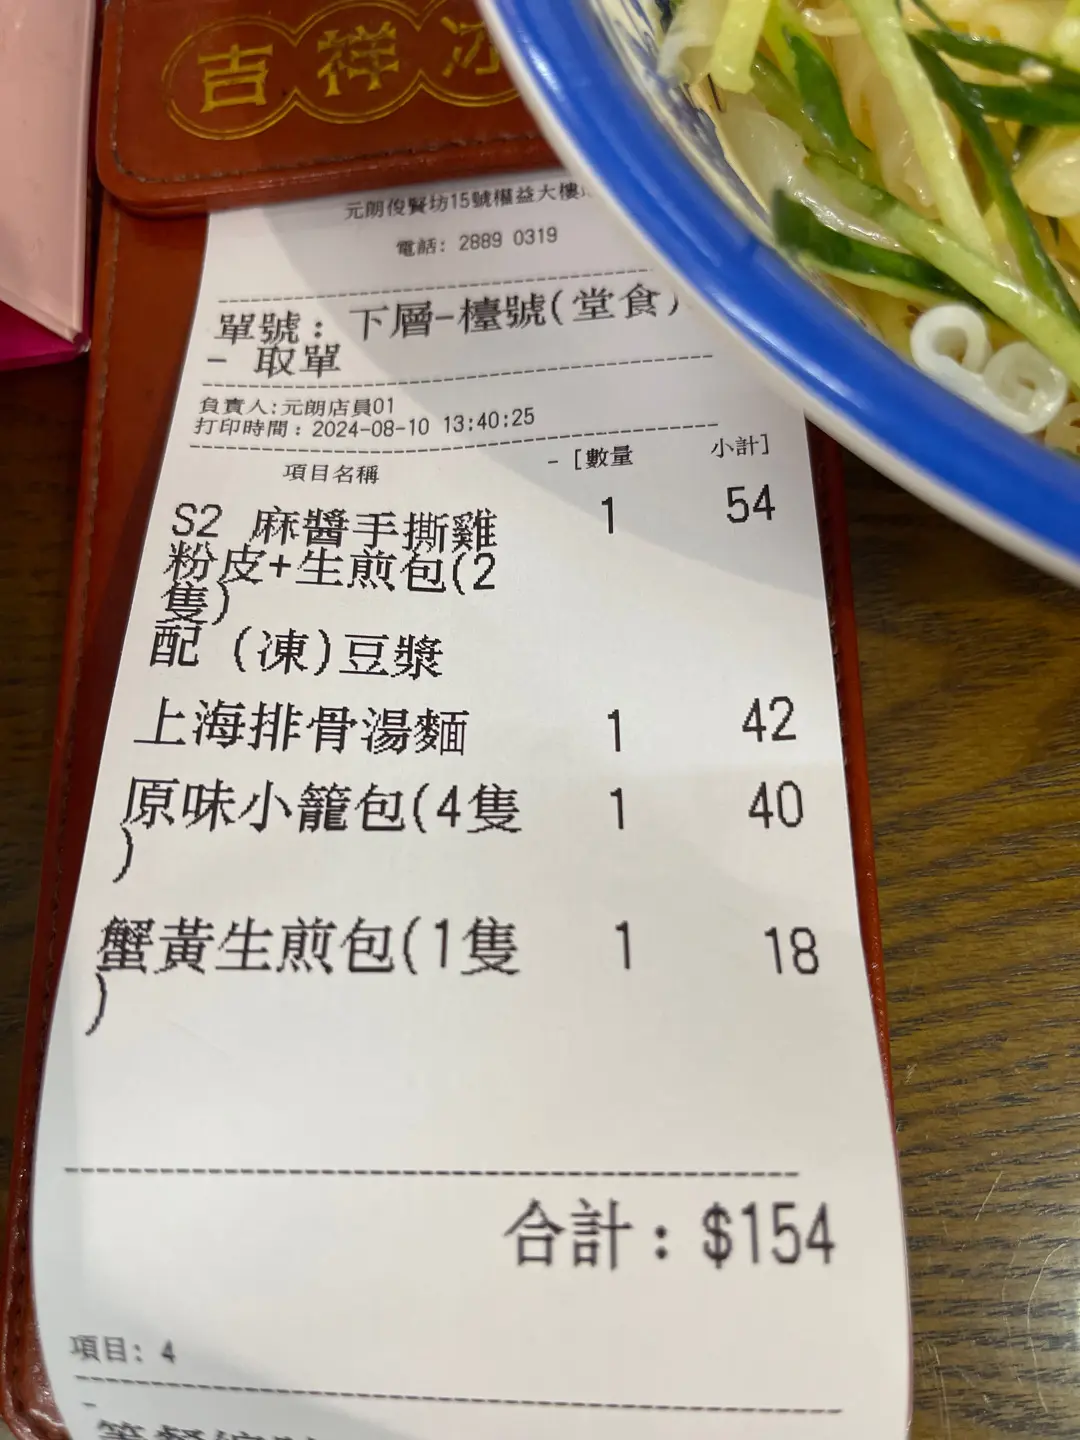 吉祥冰
元朗俊賢坊15號權益大樓
電話: 2889 0319
單號: 下層-檯號(堂食)
- 取單
負責人:元朗店員01
打印時間: 2024-08-10 13:40:25
項目名稱 - [數量 小計]
S2 麻醬手撕雞 1 54
粉皮+生煎包(2
隻)
配 (凍)豆漿
上海排骨湯麵 1 42
原味小籠包(4隻 1 40
)
蟹黃生煎包(1隻 1 18
)
合計: $154
項目: 4
-